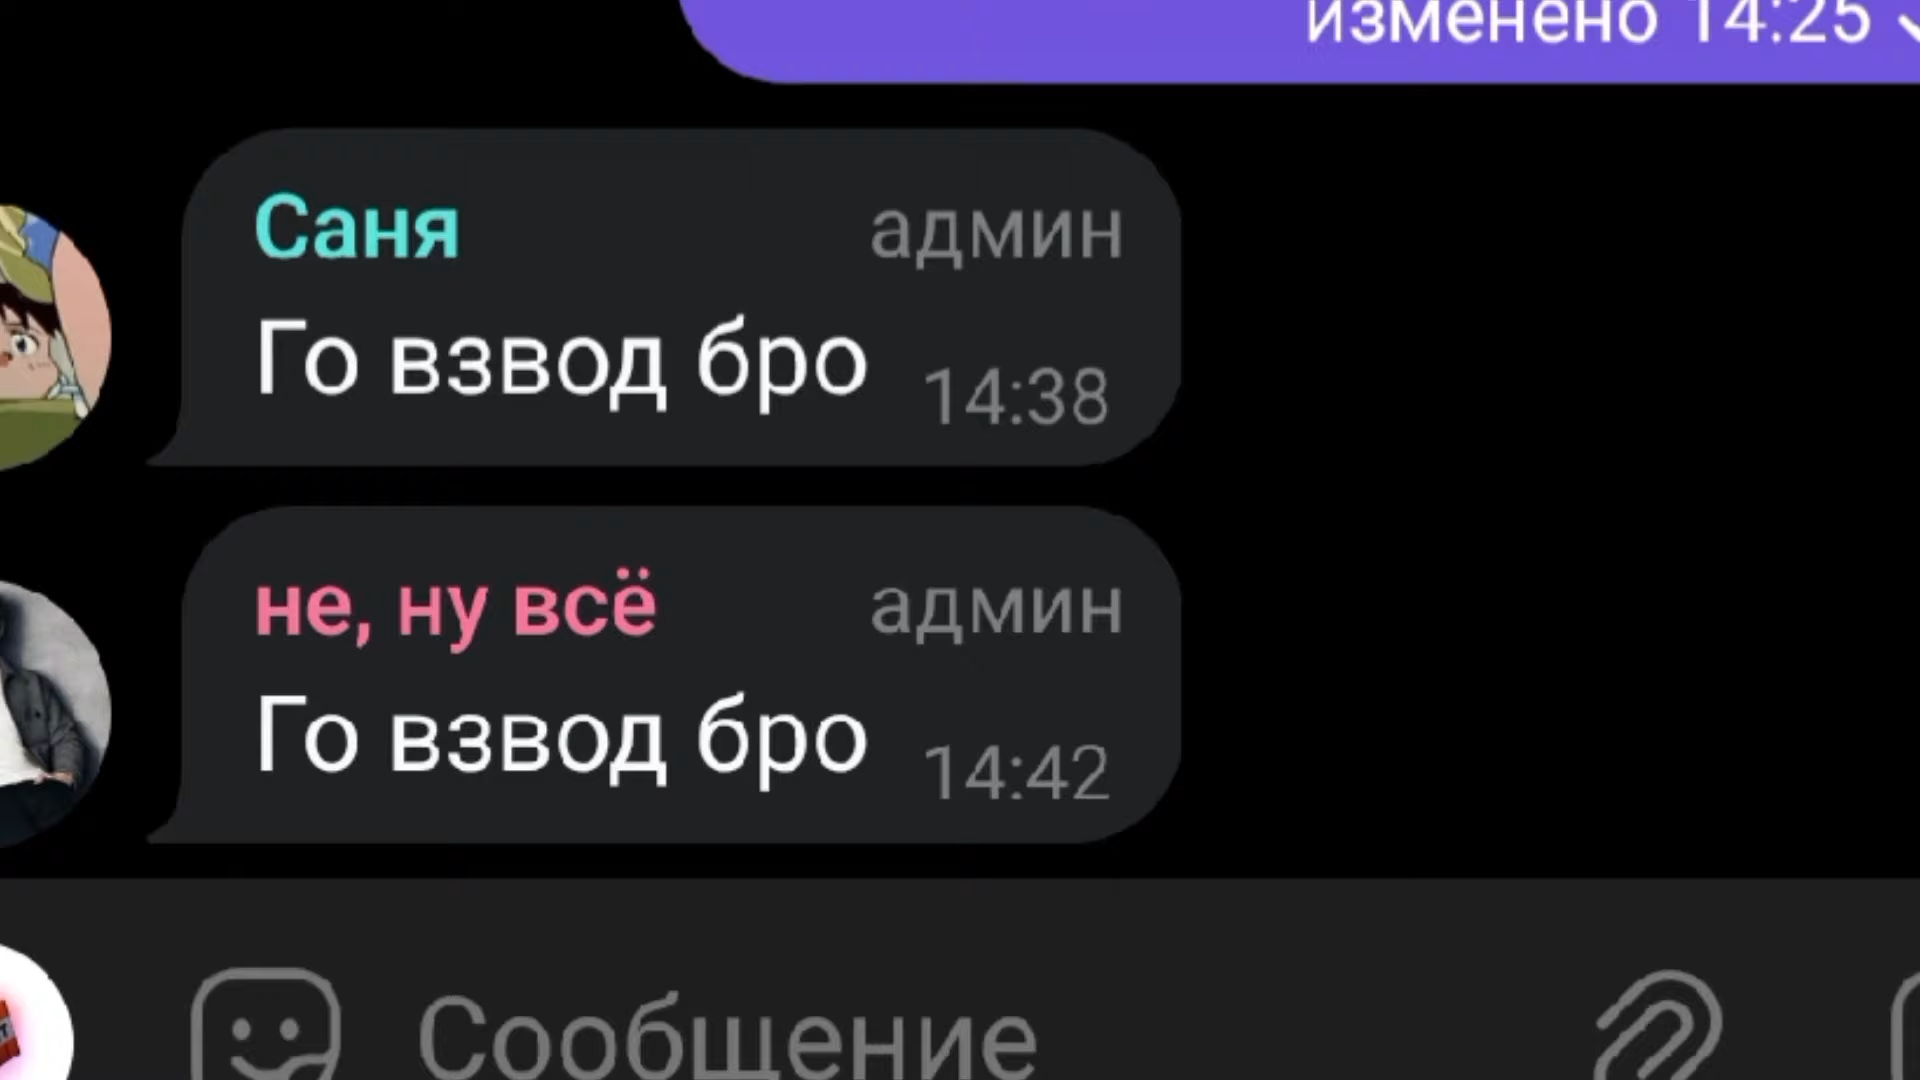 изменено 14:25
Саня админ
Го взвод бро 14:38
не, ну всё админ
Го взвод бро 14:42
Сообщение